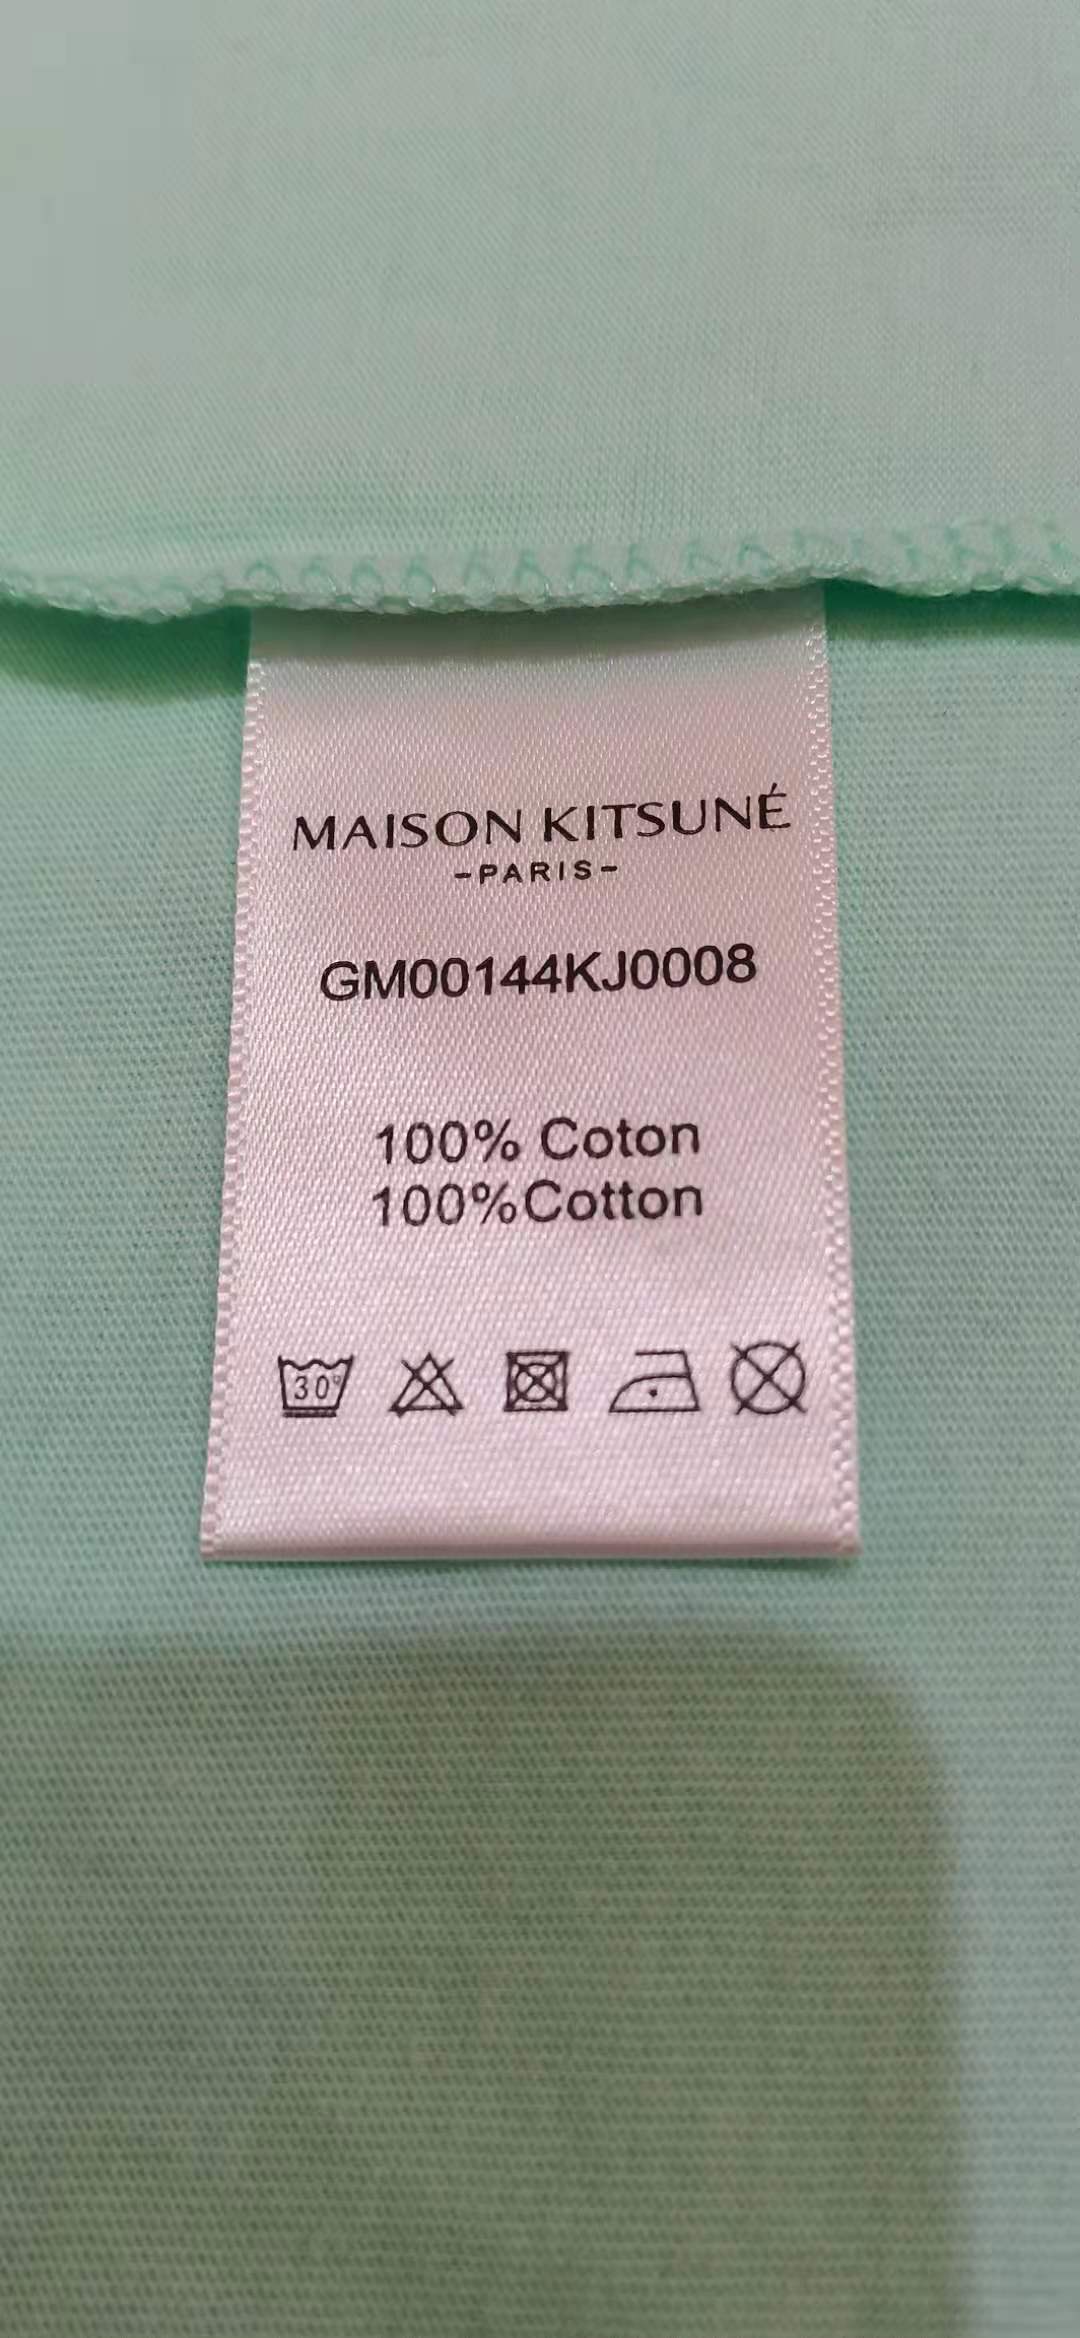 MAISON KITSUNÉ
-PARIS-
GM00144KJ0008
100% Coton
100%Cotton
30°